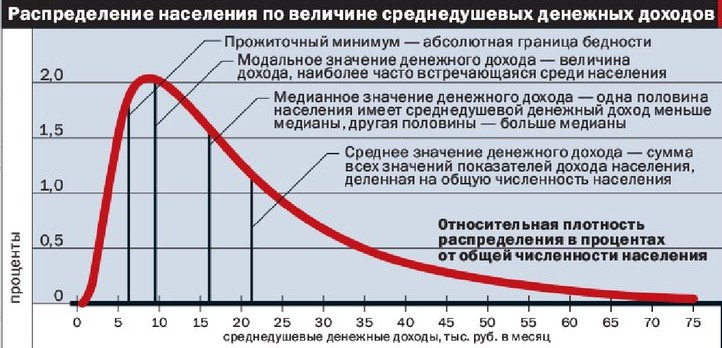 Распределение населения по величине среднедушевых денежных доходов
Прожиточный минимум — абсолютная граница бедности
Модальное значение денежного дохода — величина
дохода, наиболее часто встречающаяся среди населения
Медианное значение денежного дохода — одна половина
населения имеет среднедушевой денежный доход меньше
медианы, другая половины — больше медианы
Среднее значение денежного дохода — сумма
всех значений показателей дохода населения,
деленная на общую численность населения
Относительная плотность
распределения в процентах
от общей численности населения
2,0
1,5
1,0
0,5
0
проценты
0 5 10 15 20 25 30 35 40 45 50 55 60 65 70 75
среднедушевые денежные доходы, тыс. руб. в месяц